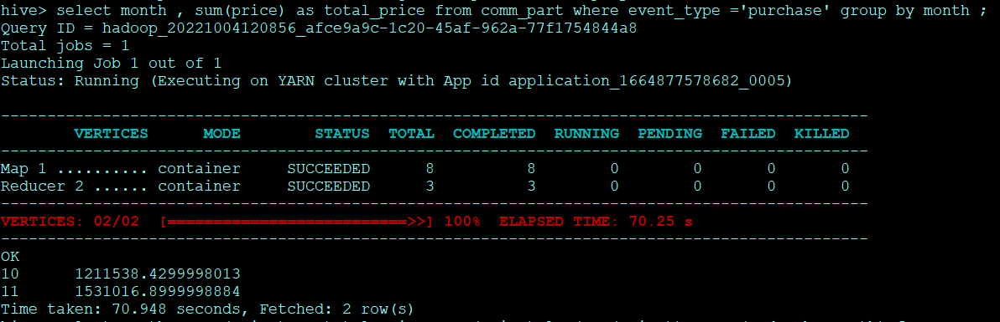 hive> select month , sum(price) as total_price from comm_part where event_type ='purchase' group by month ;
Query ID = hadoop_20221004120856_afce9a9c-1c20-45af-962a-77f1754844a8
Total jobs = 1
Launching Job 1 out of 1
Status: Running (Executing on YARN cluster with App id application_1664877578682_0005)
----------------------------------------------------------------------------------------------
VERTICES MODE STATUS TOTAL COMPLETED RUNNING PENDING FAILED KILLED
----------------------------------------------------------------------------------------------
Map 1 .......... container SUCCEEDED 8 8 0 0 0 0
Reducer 2 ...... container SUCCEEDED 3 3 0 0 0 0
----------------------------------------------------------------------------------------------
VERTICES: 02/02 [==========================>>] 100% ELAPSED TIME: 70.25 s
----------------------------------------------------------------------------------------------
OK
10 1211538.4299998013
11 1531016.8999998884
Time taken: 70.948 seconds, Fetched: 2 row(s)